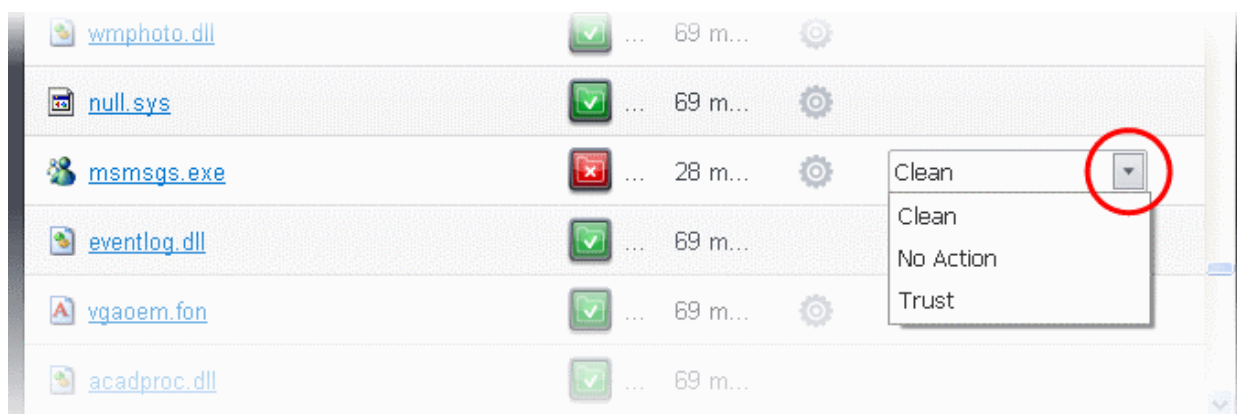 wmphoto.dll ... 69 m...
null.sys ... 69 m...
msmsgs.exe ... 28 m... Clean
Clean
eventlog.dll ... 69 m...
No Action
Trust
vgaoem.fon ... 69 m...
acadproc.dll ... 69 m...